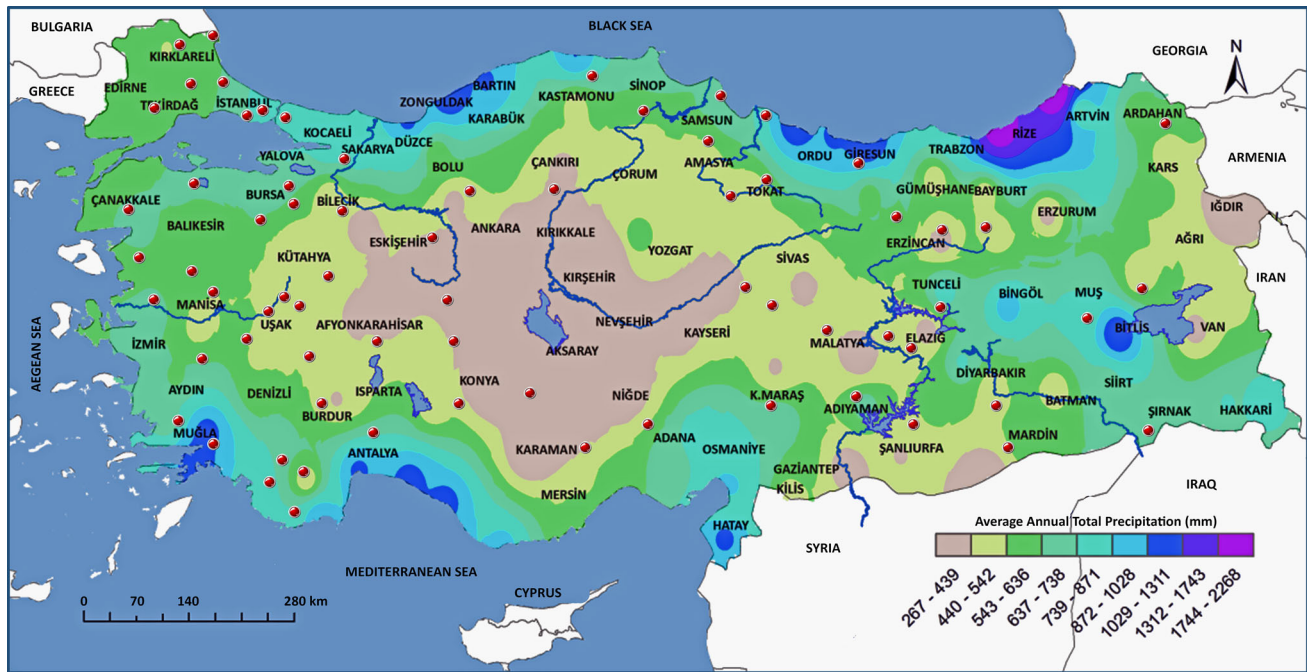 BULGARIA
BLACK SEA
GEORGIA
N
KIRKLARELİ
EDİRNE
GREECE
TEKİRDAĞ
İSTANBUL
BARTIN
ZONGULDAK
KASTAMONU
SİNOP
KARABÜK
SAMSUN
ARTVİN
ARDAHAN
RİZE
KOCAELİ
SAKARYA
DÜZCE
YALOVA
BOLU
ÇANKIRI
ÇORUM
AMASYA
ORDU
GİRESUN
TRABZON
KARS
ARMENIA
ÇANAKKALE
BURSA
BİLECİK
TOKAT
GÜMÜŞHANE
BAYBURT
ERZURUM
IĞDIR
BALIKESİR
ESKİŞEHİR
ANKARA
KIRIKKALE
YOZGAT
SİVAS
ERZİNCAN
AĞRI
KÜTAHYA
KIRŞEHİR
TUNCELİ
BİNGÖL
MUŞ
IRAN
MANİSA
UŞAK
AFYONKARAHİSAR
NEVŞEHİR
KAYSERİ
MALATYA
ELAZIĞ
BİTLİS
VAN
AEGEAN SEA
İZMİR
AKSARAY
DİYARBAKIR
SİİRT
AYDIN
DENİZLİ
ISPARTA
KONYA
NİĞDE
K.MARAŞ
ADIYAMAN
BATMAN
ŞIRNAK
HAKKARİ
BURDUR
MUĞLA
ANTALYA
KARAMAN
ADANA
OSMANİYE
ŞANLIURFA
MARDİN
MERSİN
GAZİANTEP
KİLİS
IRAQ
HATAY
SYRIA
MEDITERRANEAN SEA
CYPRUS
0 70 140 280 km
Average Annual Total Precipitation (mm)
267 - 439
440 - 542
543 - 636
637 - 738
739 - 871
872 - 1028
1029 - 1311
1312 - 1743
1744 - 2268